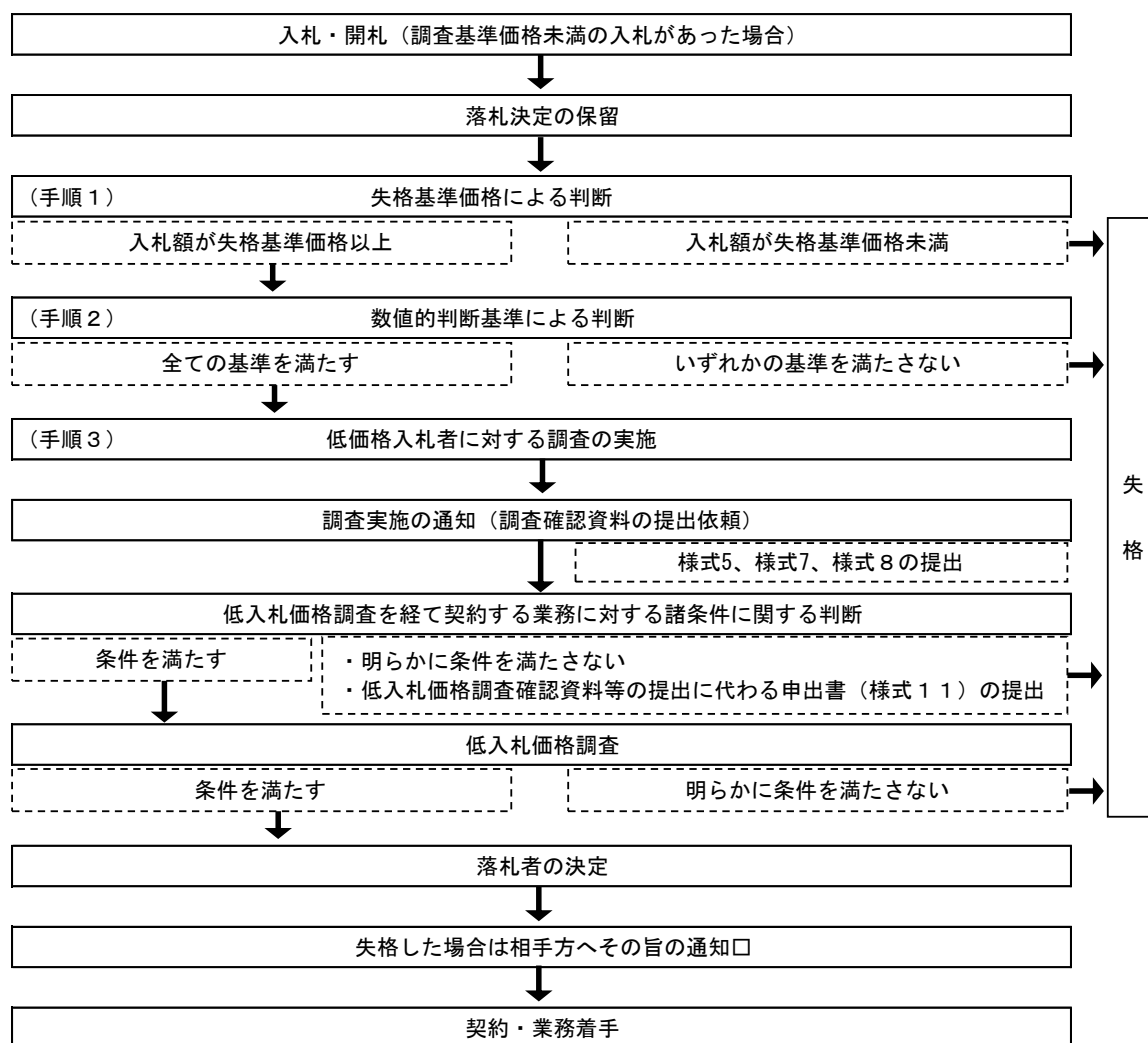 入札・開札（調査基準価格未満の入札があった場合）
落札決定の保留
（手順１） 失格基準価格による判断
入札額が失格基準価格以上
入札額が失格基準価格未満
（手順２） 数値的判断基準による判断
全ての基準を満たす
いずれかの基準を満たさない
（手順３） 低価格入札者に対する調査の実施
調査実施の通知（調査確認資料の提出依頼）
様式5、様式7、様式８の提出
低入札価格調査を経て契約する業務に対する諸条件に関する判断
条件を満たす
・明らかに条件を満たさない
・低入札価格調査確認資料等の提出に代わる申出書（様式１１）の提出
低入札価格調査
条件を満たす
明らかに条件を満たさない
失格
落札者の決定
失格した場合は相手方へその旨の通知□
契約・業務着手